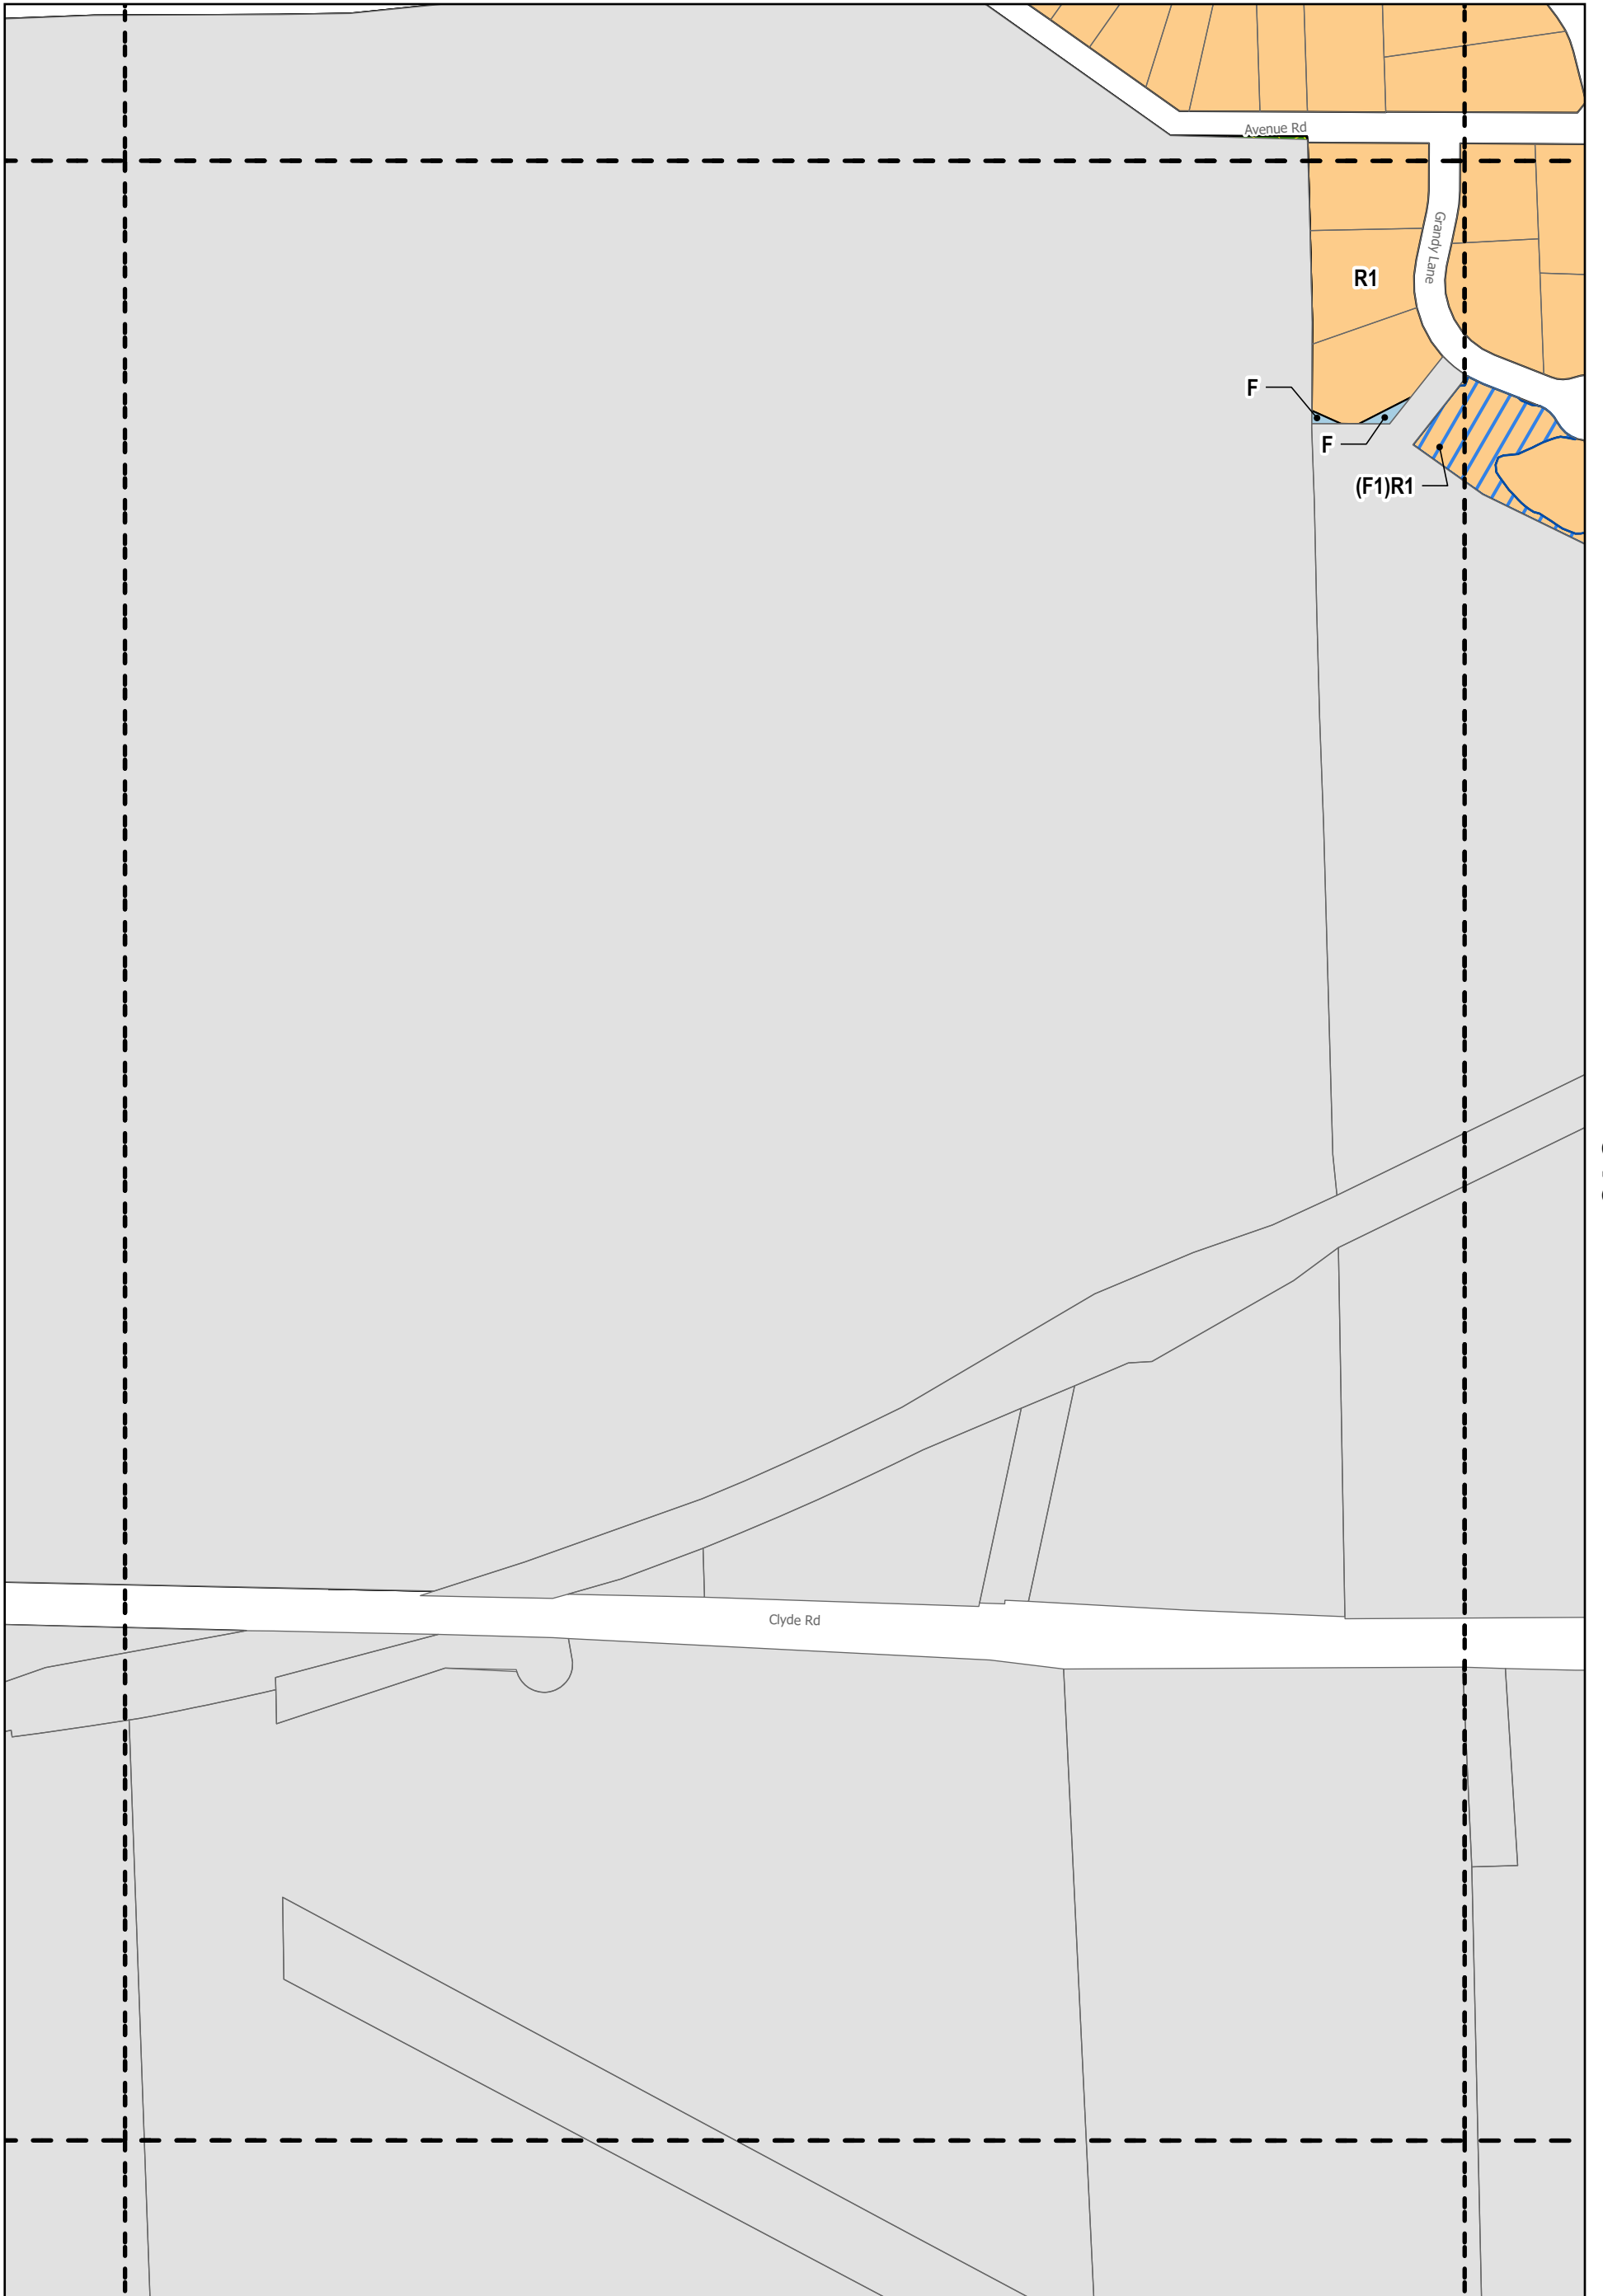 Avenue Rd
Grandy Lane
R1
F
F
(F1)R1
Clyde Rd